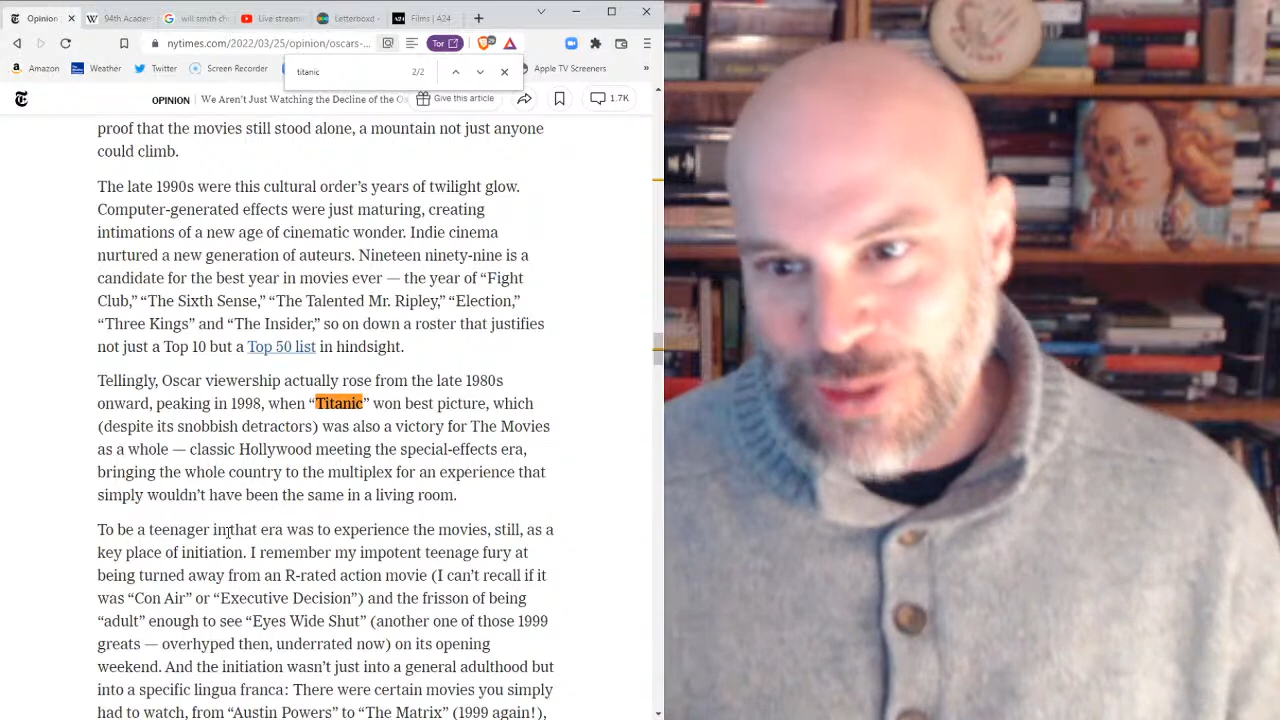 Opinion
94th Academ
will smith ch
Live streami
Letterboxd
Films | A24
nytimes.com/2022/03/25/opinion/oscars-...
Tor
titanic
2/2
Amazon
Weather
Twitter
Screen Recorder
Apple TV Screeners
OPINION
We Aren't Just Watching the Decline of the Os
Give this article
1.7K
proof that the movies still stood alone, a mountain not just anyone
could climb.
The late 1990s were this cultural order's years of twilight glow.
Computer-generated effects were just maturing, creating
intimations of a new age of cinematic wonder. Indie cinema
nurtured a new generation of auteurs. Nineteen ninety-nine is a
candidate for the best year in movies ever — the year of “Fight
Club,” “The Sixth Sense,” “The Talented Mr. Ripley,” “Election,”
“Three Kings” and “The Insider,” so on down a roster that justifies
not just a Top 10 but a Top 50 list in hindsight.
Tellingly, Oscar viewership actually rose from the late 1980s
onward, peaking in 1998, when “Titanic” won best picture, which
(despite its snobbish detractors) was also a victory for The Movies
as a whole — classic Hollywood meeting the special-effects era,
bringing the whole country to the multiplex for an experience that
simply wouldn't have been the same in a living room.
To be a teenager in that era was to experience the movies, still, as a
key place of initiation. I remember my impotent teenage fury at
being turned away from an R-rated action movie (I can't recall if it
was “Con Air” or “Executive Decision”) and the frisson of being
“adult” enough to see “Eyes Wide Shut” (another one of those 1999
greats — overhyped then, underrated now) on its opening
weekend. And the initiation wasn't just into a general adulthood but
into a specific lingua franca: There were certain movies you simply
had to watch, from “Austin Powers” to “The Matrix” (1999 again!),
FLORENCE